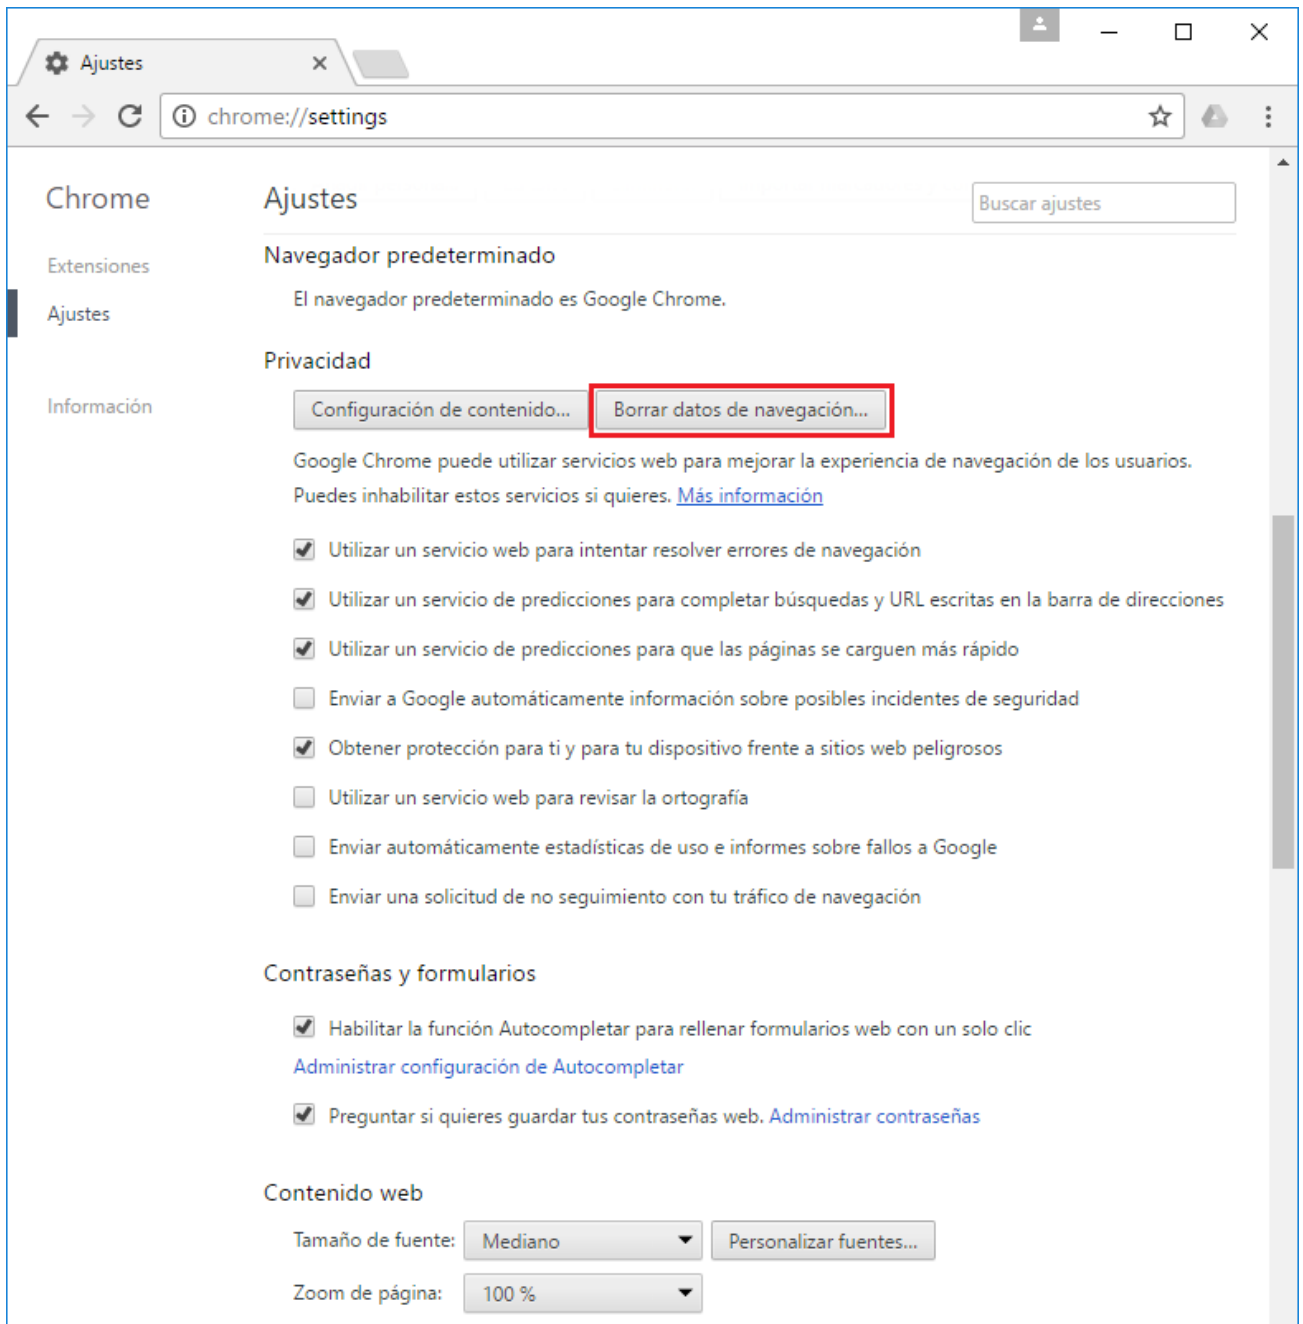 Ajustes
chrome://settings
Chrome
Ajustes
Buscar ajustes
Extensiones
Ajustes
Información
Navegador predeterminado
El navegador predeterminado es Google Chrome.
Privacidad
Configuración de contenido... Borrar datos de navegación...
Google Chrome puede utilizar servicios web para mejorar la experiencia de navegación de los usuarios.
Puedes inhabilitar estos servicios si quieres. Más información
Utilizar un servicio web para intentar resolver errores de navegación
Utilizar un servicio de predicciones para completar búsquedas y URL escritas en la barra de direcciones
Utilizar un servicio de predicciones para que las páginas se carguen más rápido
Enviar a Google automáticamente información sobre posibles incidentes de seguridad
Obtener protección para ti y para tu dispositivo frente a sitios web peligrosos
Utilizar un servicio web para revisar la ortografía
Enviar automáticamente estadísticas de uso e informes sobre fallos a Google
Enviar una solicitud de no seguimiento con tu tráfico de navegación
Contraseñas y formularios
Habilitar la función Autocompletar para rellenar formularios web con un solo clic
Administrar configuración de Autocompletar
Preguntar si quieres guardar tus contraseñas web. Administrar contraseñas
Contenido web
Tamaño de fuente: Mediano Personalizar fuentes...
Zoom de página: 100 %